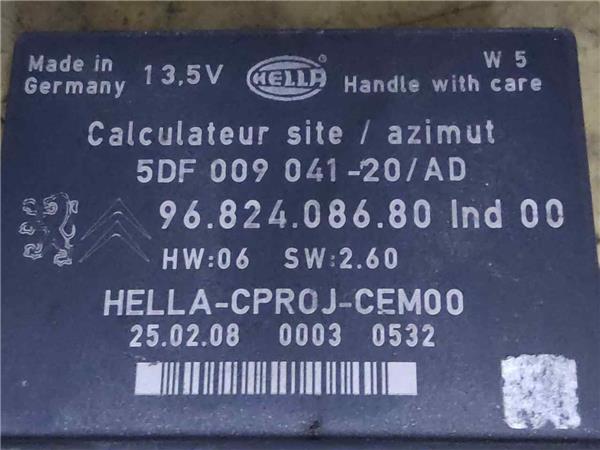 Made in
Germany
13,5V
HELLA
W 5
Handle with care
Calculateur site / azimut
5DF 009 041-20/AD
96.824.086.80 Ind 00
HW:06 SW:2.60
HELLA-CPROJ-CEM00
25.02.08 0003 0532